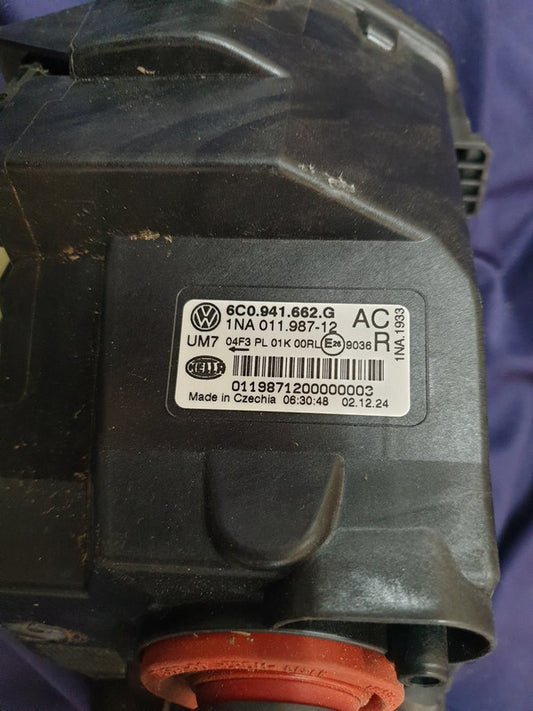 6C0.941.662.G
1NA 011.987-12
AC
UM7 04F3 PL 01K 00RL E26 9036 R
1NA.1933
HELLA
0119871200000003
Made in Czechia 06:30:48 02.12.24